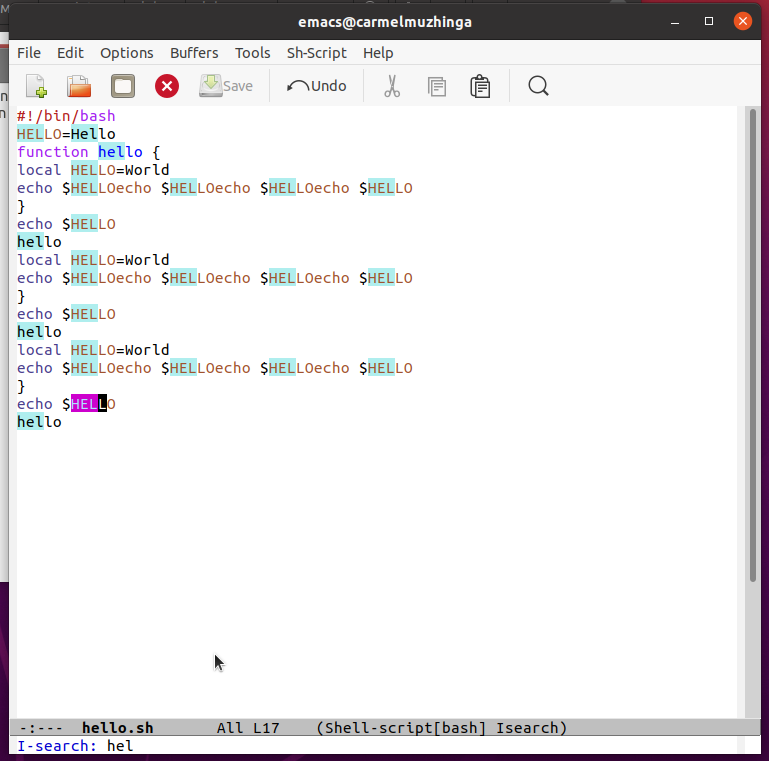 emacs@carmelmuzhinga
File Edit Options Buffers Tools Sh-Script Help
Save Undo
#!/bin/bash
HELLO=Hello
function hello {
local HELLO=World
echo $HELLOecho $HELLOecho $HELLOecho $HELLO
}
echo $HELLO
hello
local HELLO=World
echo $HELLOecho $HELLOecho $HELLOecho $HELLO
}
echo $HELLO
hello
local HELLO=World
echo $HELLOecho $HELLOecho $HELLOecho $HELLO
}
echo $HELLO
hello
-:--- hello.sh All L17 (Shell-script[bash] Isearch)
I-search: hel